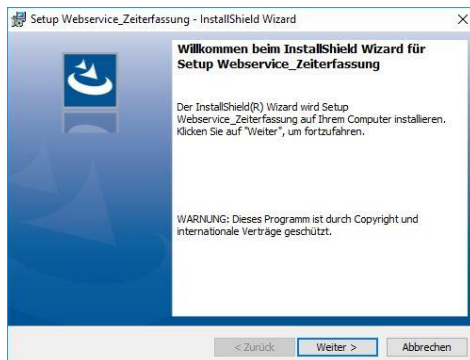 Setup Webservice_Zeiterfassung - InstallShield Wizard
Willkommen beim InstallShield Wizard für
Setup Webservice_Zeiterfassung
Der InstallShield(R) Wizard wird Setup
Webservice_Zeiterfassung auf Ihrem Computer installieren.
Klicken Sie auf "Weiter", um fortzufahren.
WARNUNG: Dieses Programm ist durch Copyright und
internationale Verträge geschützt.
< Zurück Weiter > Abbrechen